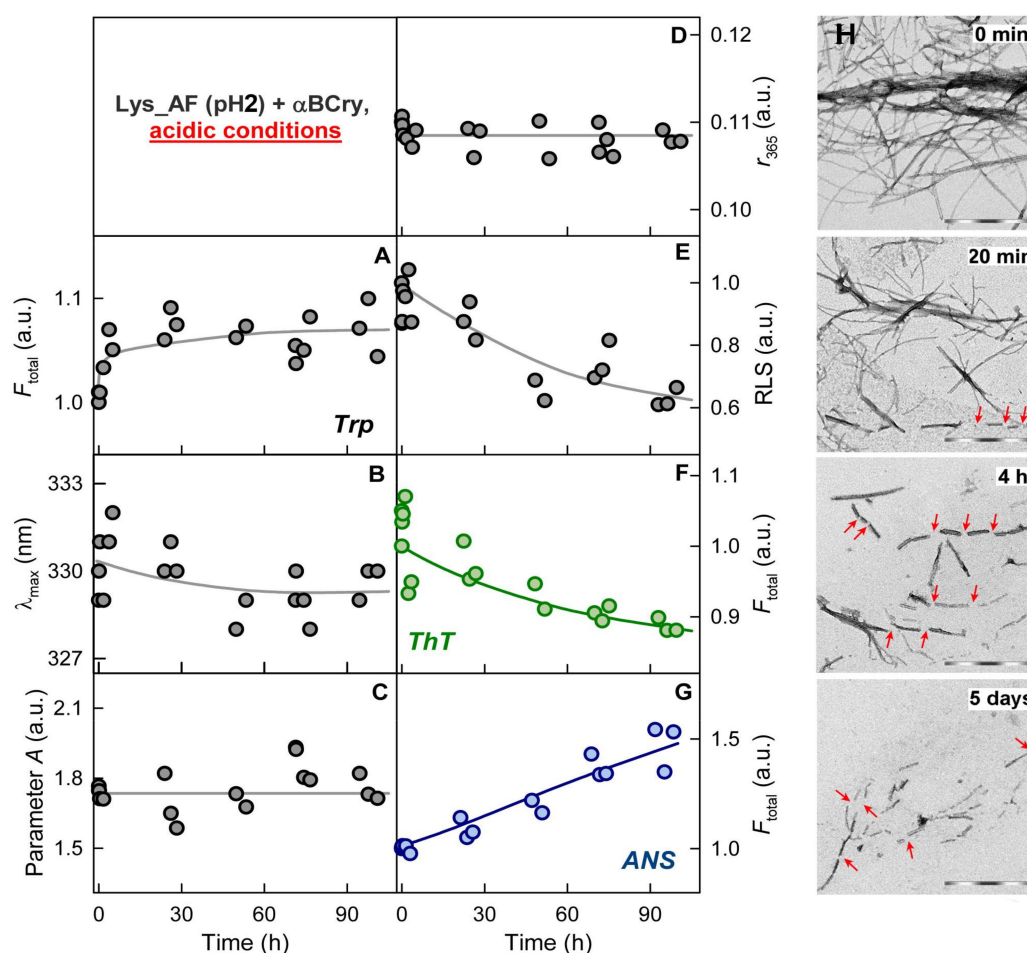 Lys_AF (pH2) + αBCry,
acidic conditions
D
0.12
0.11
0.10
r365 (a.u.)
A
1.1
1.0
Ftotal (a.u.)
Trp
E
1.0
0.8
0.6
RLS (a.u.)
B
333
330
327
λmax (nm)
F
1.1
1.0
0.9
Ftotal (a.u.)
ThT
C
2.1
1.8
1.5
Parameter A (a.u.)
0 30 60 90
Time (h)
G
1.5
1.0
Ftotal (a.u.)
ANS
0 30 60 90
Time (h)
H
0 min
20 min
4 h
5 days